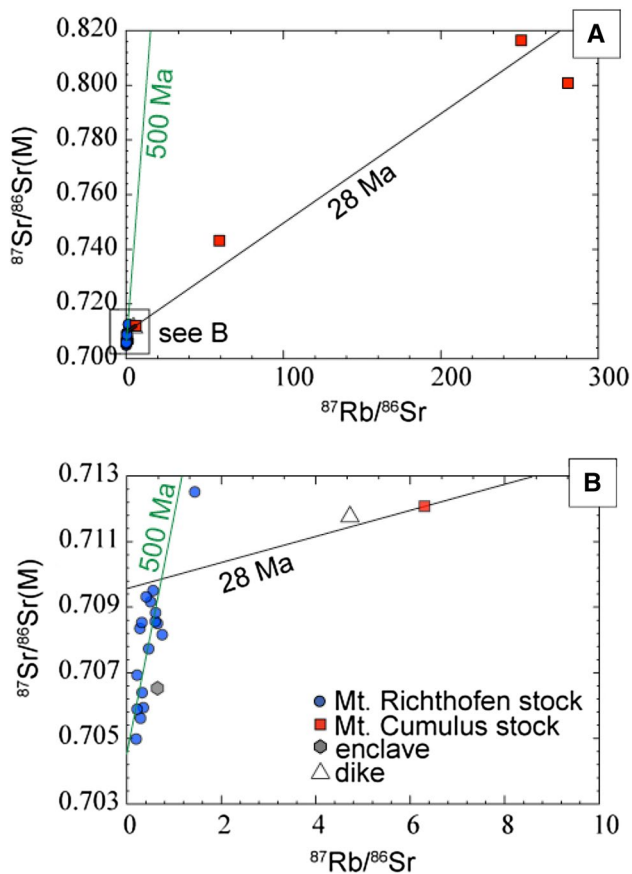 A
0.820
0.800
0.780
0.760
0.740
0.720
0.700
⁸⁷Sr/⁸⁶Sr(M)
500 Ma
28 Ma
see B
0
100
200
300
⁸⁷Rb/⁸⁶Sr
B
0.713
0.711
0.709
0.707
0.705
0.703
⁸⁷Sr/⁸⁶Sr(M)
500 Ma
28 Ma
Mt. Richthofen stock
Mt. Cumulus stock
enclave
dike
0
2
4
6
8
10
⁸⁷Rb/⁸⁶Sr